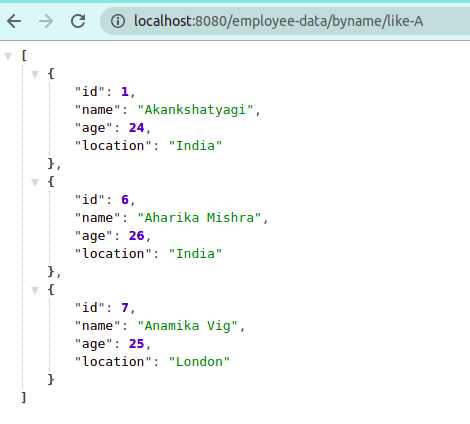 localhost:8080/employee-data/byname/like-A
[
{
"id": 1,
"name": "Akankshatyagi",
"age": 24,
"location": "India"
},
{
"id": 6,
"name": "Aharika Mishra",
"age": 26,
"location": "India"
},
{
"id": 7,
"name": "Anamika Vig",
"age": 25,
"location": "London"
}
]